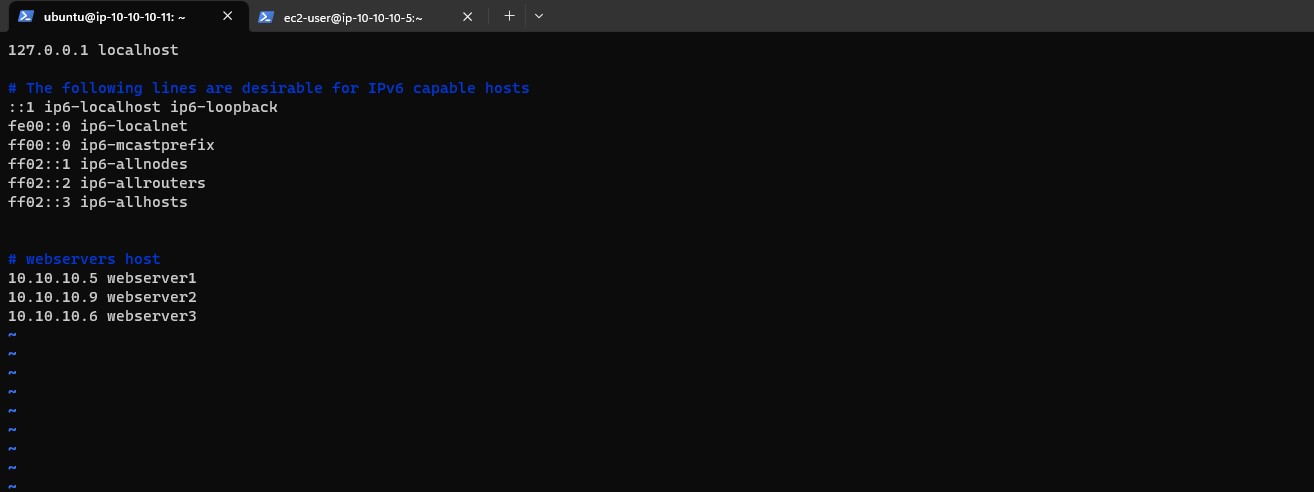 ubuntu@ip-10-10-10-11: ~
ec2-user@ip-10-10-10-5:~
127.0.0.1 localhost
# The following lines are desirable for IPv6 capable hosts
::1 ip6-localhost ip6-loopback
fe00::0 ip6-localnet
ff00::0 ip6-mcastprefix
ff02::1 ip6-allnodes
ff02::2 ip6-allrouters
ff02::3 ip6-allhosts
# webservers host
10.10.10.5 webserver1
10.10.10.9 webserver2
10.10.10.6 webserver3
~
~
~
~
~
~
~
~
~